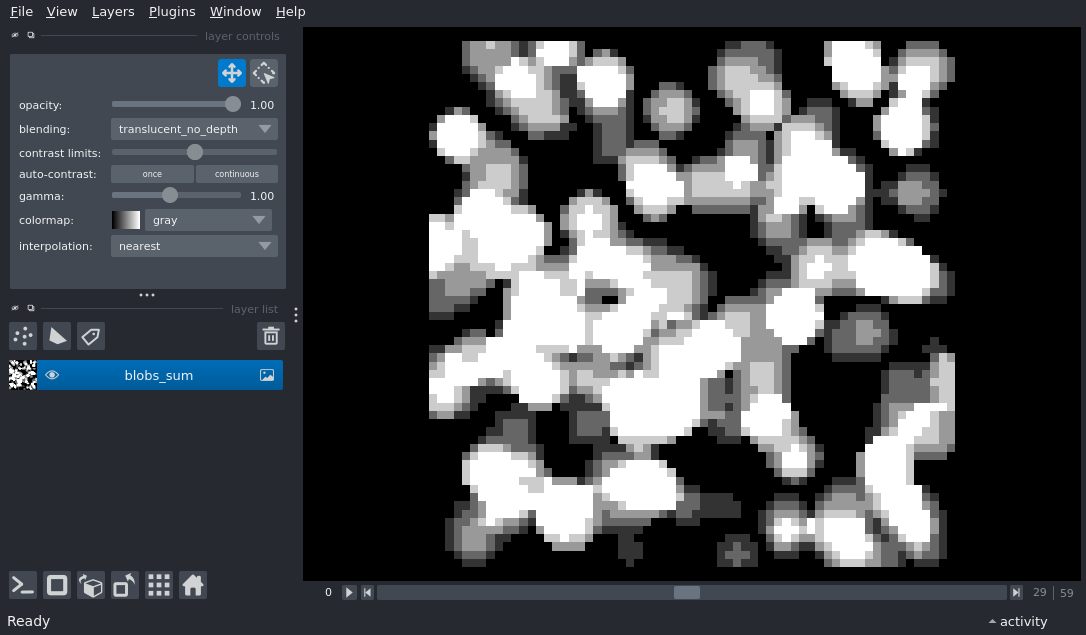 File View Layers Plugins Window Help
layer controls
opacity: 1.00
blending: translucent_no_depth
contrast limits:
auto-contrast: once continuous
gamma: 1.00
colormap: gray
interpolation: nearest
layer list
blobs_sum
0 29 59
Ready activity